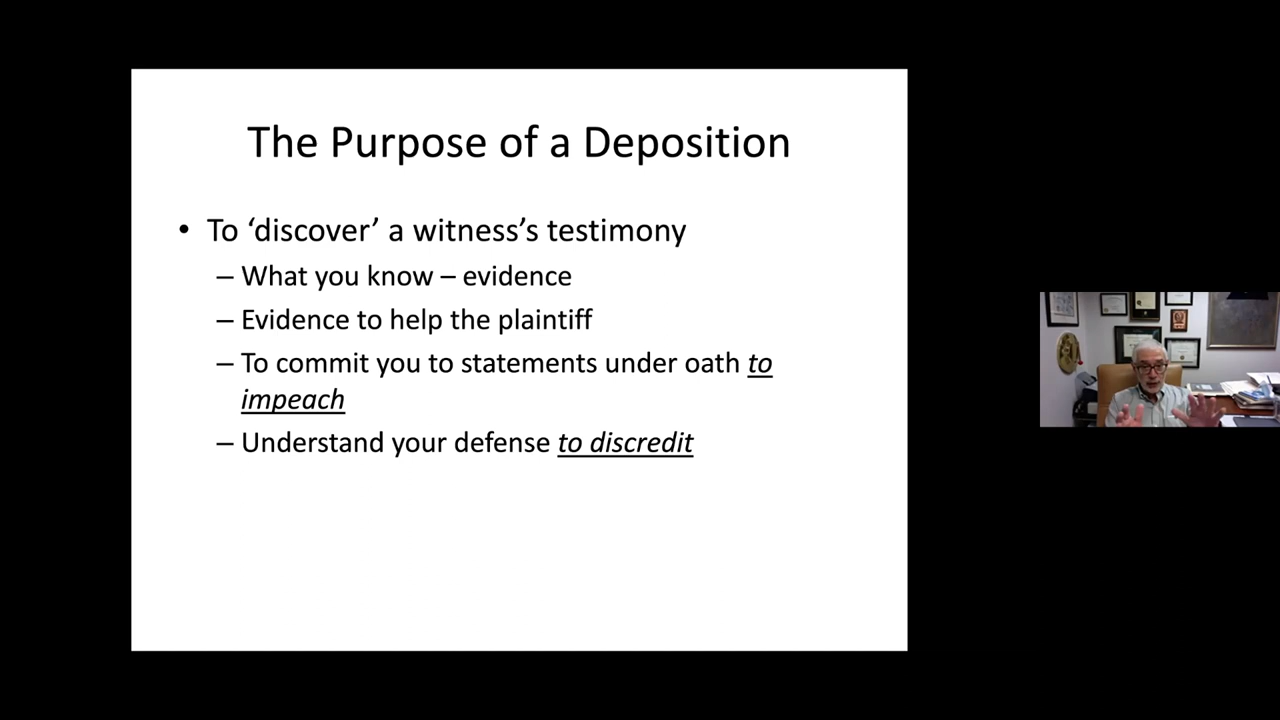 The Purpose of a Deposition
• To ‘discover’ a witness’s testimony
– What you know – evidence
– Evidence to help the plaintiff
– To commit you to statements under oath to
impeach
– Understand your defense to discredit